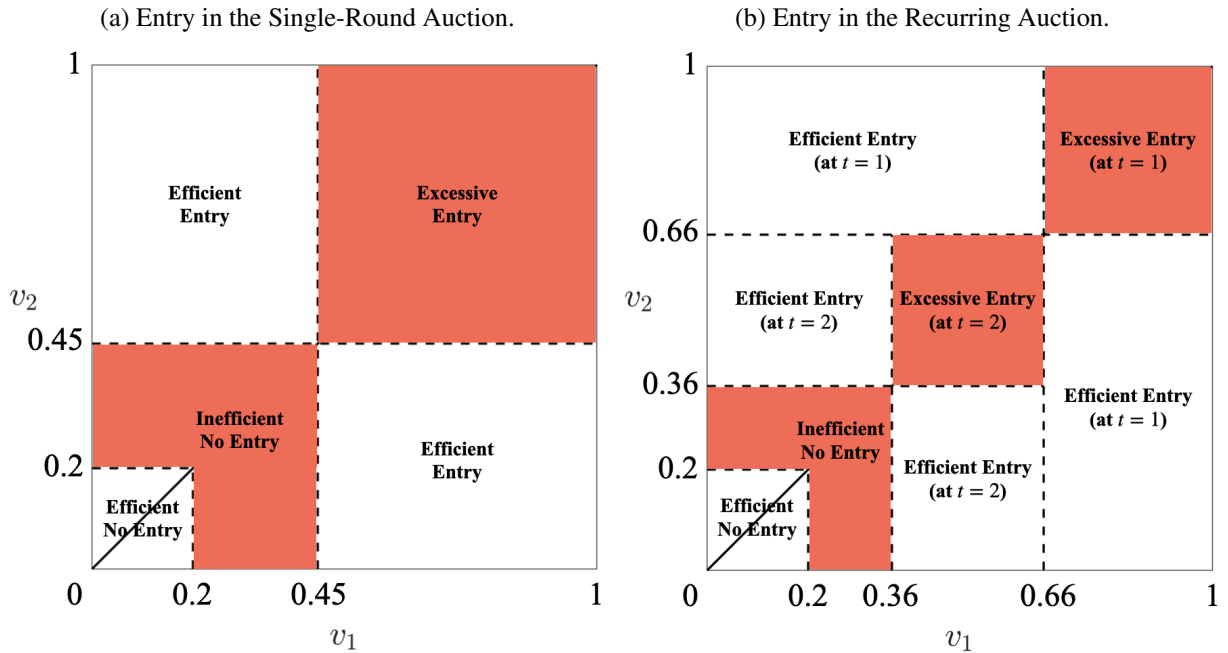 (a) Entry in the Single-Round Auction.
1
Efficient
Entry
Excessive
Entry
v₂
0.45
Inefficient
No Entry
Efficient
Entry
0.2
Efficient
No Entry
0
0.2
0.45
1
v₁
(b) Entry in the Recurring Auction.
1
Efficient Entry
(at t = 1)
Excessive Entry
(at t = 1)
0.66
v₂
Efficient Entry
(at t = 2)
Excessive Entry
(at t = 2)
0.36
Efficient Entry
(at t = 1)
Inefficient
No Entry
0.2
Efficient Entry
(at t = 2)
Efficient
No Entry
0
0.2
0.36
0.66
1
v₁